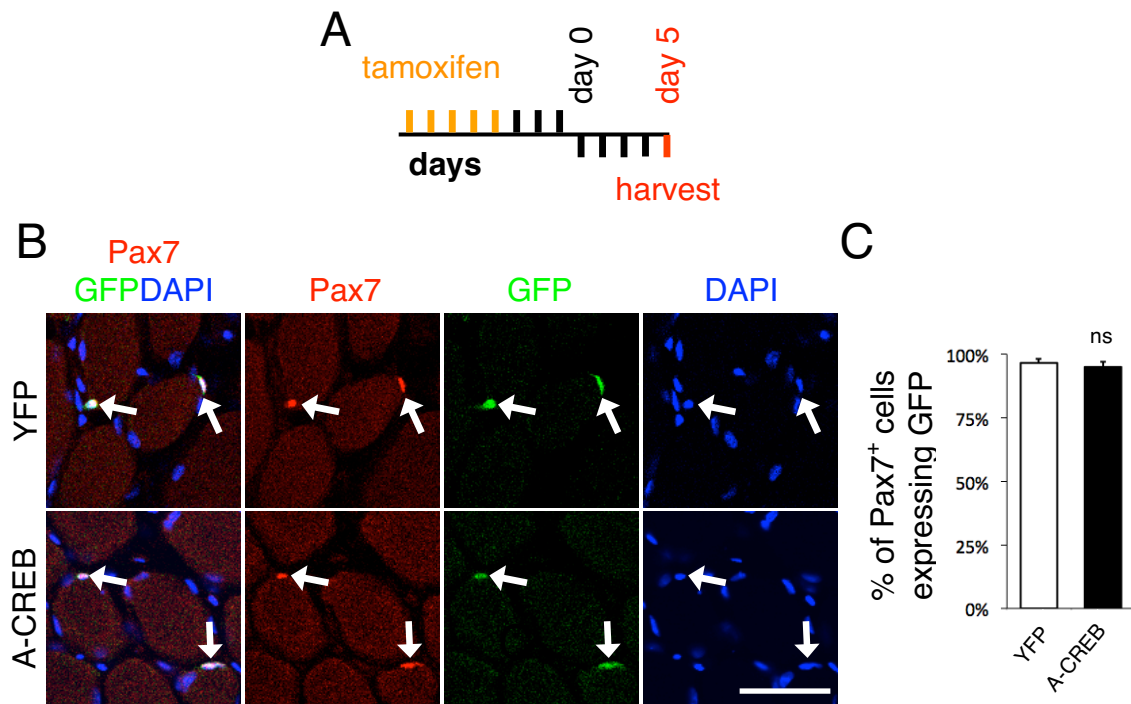 A
tamoxifen
day 0
day 5
days
harvest
B
Pax7
GFPDAPI
Pax7
GFP
DAPI
YFP
A-CREB
C
ns
% of Pax7+ cells
expressing GFP
100%
75%
50%
25%
0%
YFP
A-CREB